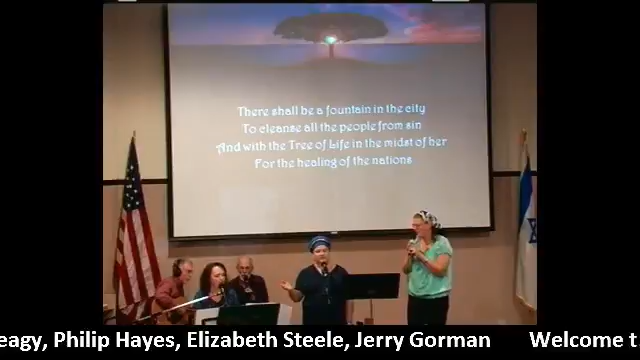 There shall be a fountain in the city
To cleanse all the people from sin
And with the Tree of Life in the midst of her
For the healing of the nations
eagy, Philip Hayes, Elizabeth Steele, Jerry Gorman Welcome t